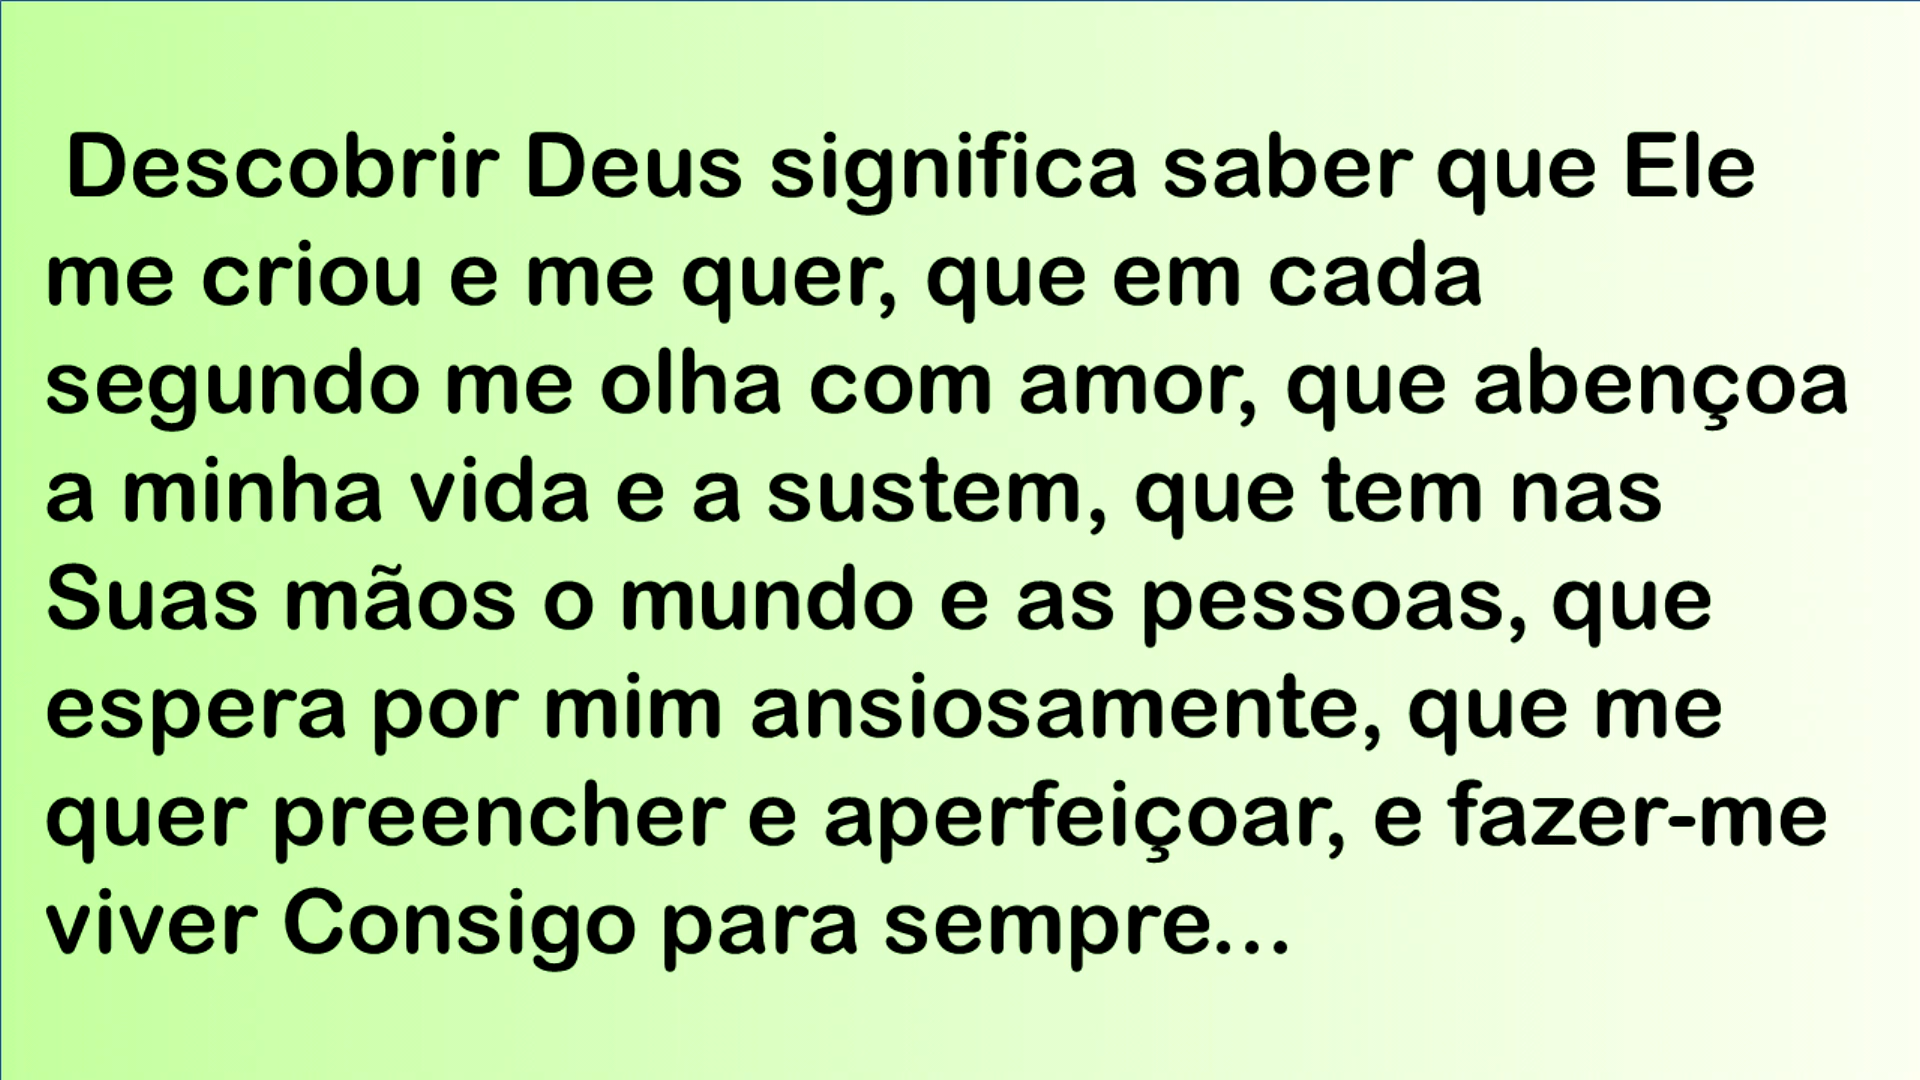 Descobrir Deus significa saber que Ele
me criou e me quer, que em cada
segundo me olha com amor, que abençoa
a minha vida e a sustem, que tem nas
Suas mãos o mundo e as pessoas, que
espera por mim ansiosamente, que me
quer preencher e aperfeiçoar, e fazer-me
viver Consigo para sempre...